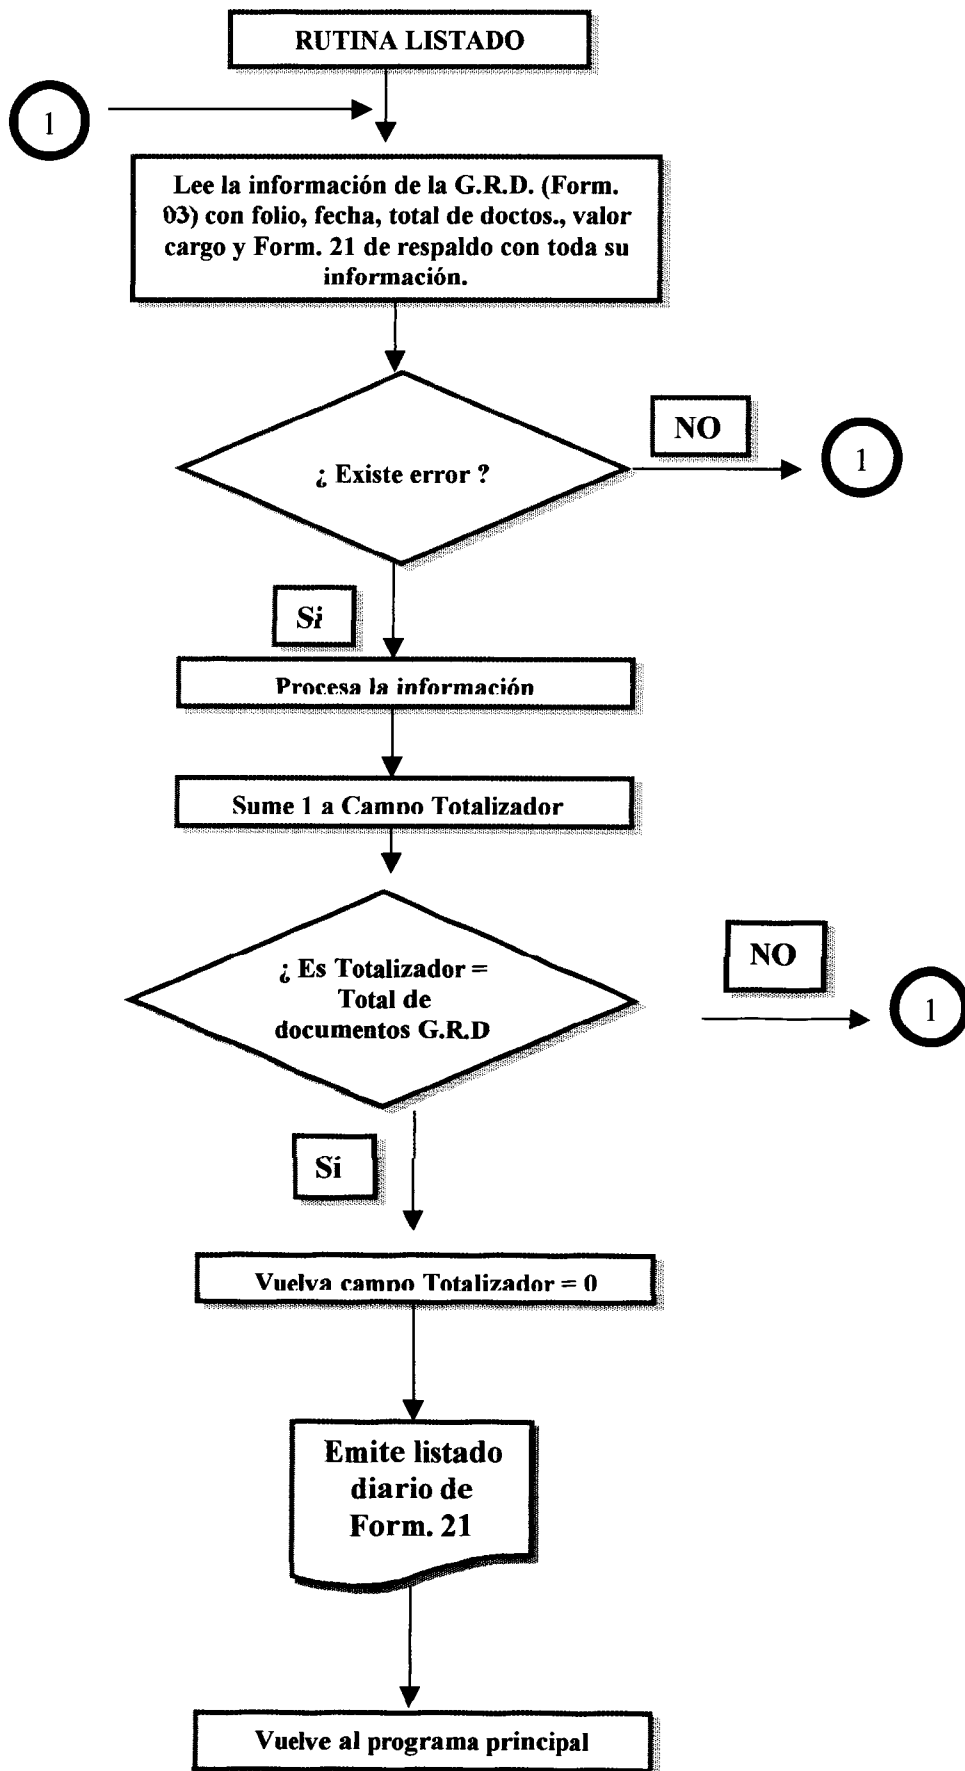 RUTINA LISTADO
1
Lee la información de la G.R.D. (Form.
03) con folio, fecha, total de doctos., valor
cargo y Form. 21 de respaldo con toda su
información.
NO
¿ Existe error ?
1
Si
Procesa la información
Sume 1 a Campo Totalizador
¿ Es Totalizador =
Total de
documentos G.R.D
NO
1
Si
Vuelva campo Totalizador = 0
Emite listado
diario de
Form. 21
Vuelve al programa principal